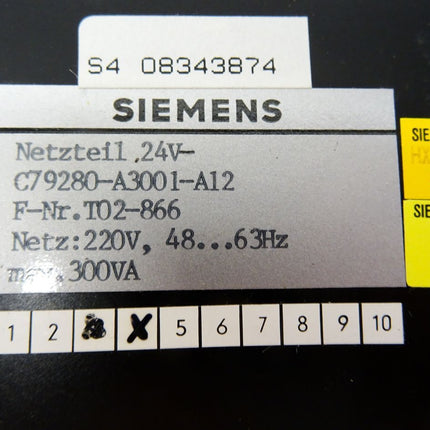 S4 08343874
SIEMENS
Netzteil,24V-
C79280-A3001-A12
F-Nr.T02-866
Netz:220V, 48...63Hz
max.300VA
SIE
HX
SIE
1 2 5 6 7 8 9 10